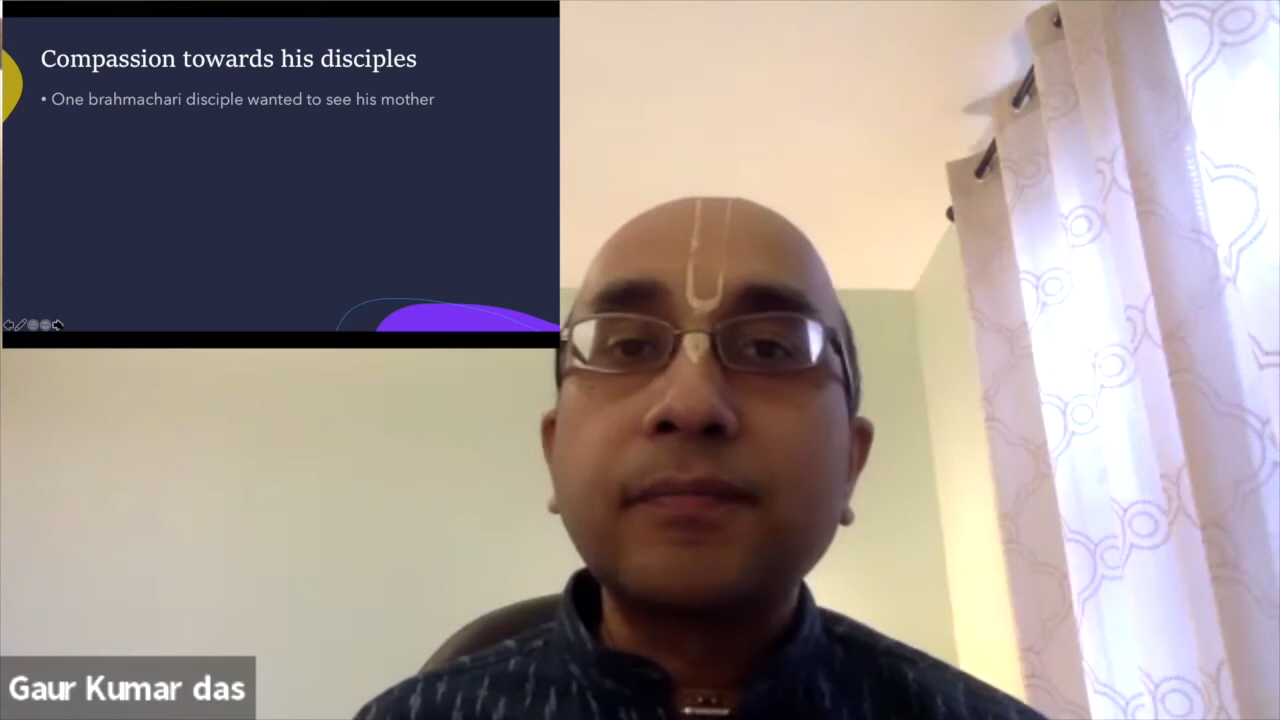 Compassion towards his disciples
• One brahmachari disciple wanted to see his mother
Gaur Kumar das